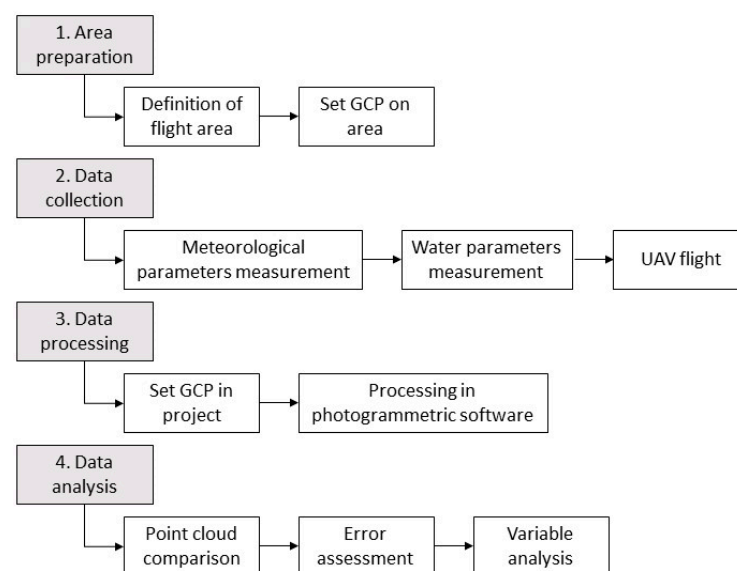 1. Area
preparation
Definition of
flight area
Set GCP on
area
2. Data
collection
Meteorological
parameters measurement
Water parameters
measurement
UAV flight
3. Data
processing
Set GCP in
project
Processing in
photogrammetric software
4. Data
analysis
Point cloud
comparison
Error
assessment
Variable
analysis